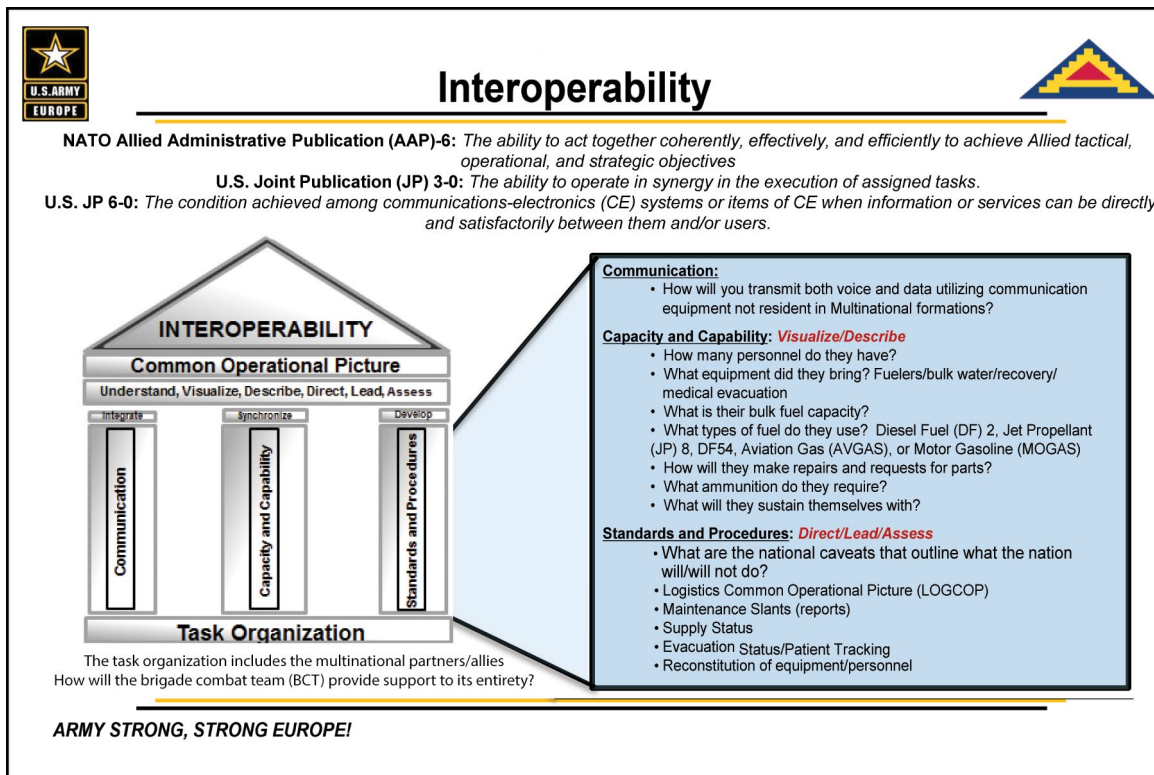 U.S.ARMY
EUROPE
Interoperability
NATO Allied Administrative Publication (AAP)-6: The ability to act together coherently, effectively, and efficiently to achieve Allied tactical,
operational, and strategic objectives
U.S. Joint Publication (JP) 3-0: The ability to operate in synergy in the execution of assigned tasks.
U.S. JP 6-0: The condition achieved among communications-electronics (CE) systems or items of CE when information or services can be directly
and satisfactorily between them and/or users.
INTEROPERABILITY
Common Operational Picture
Understand, Visualize, Describe, Direct, Lead, Assess
Integrate
Synchronize
Develop
Communication
Capacity and Capability
Standards and Procedures
Task Organization
The task organization includes the multinational partners/allies
How will the brigade combat team (BCT) provide support to its entirety?
Communication:
• How will you transmit both voice and data utilizing communication
equipment not resident in Multinational formations?
Capacity and Capability: Visualize/Describe
• How many personnel do they have?
• What equipment did they bring? Fuelers/bulk water/recovery/
medical evacuation
• What is their bulk fuel capacity?
• What types of fuel do they use? Diesel Fuel (DF) 2, Jet Propellant
(JP) 8, DF54, Aviation Gas (AVGAS), or Motor Gasoline (MOGAS)
• How will they make repairs and requests for parts?
• What ammunition do they require?
• What will they sustain themselves with?
Standards and Procedures: Direct/Lead/Assess
• What are the national caveats that outline what the nation
will/will not do?
• Logistics Common Operational Picture (LOGCOP)
• Maintenance Slants (reports)
• Supply Status
• Evacuation Status/Patient Tracking
• Reconstitution of equipment/personnel
ARMY STRONG, STRONG EUROPE!